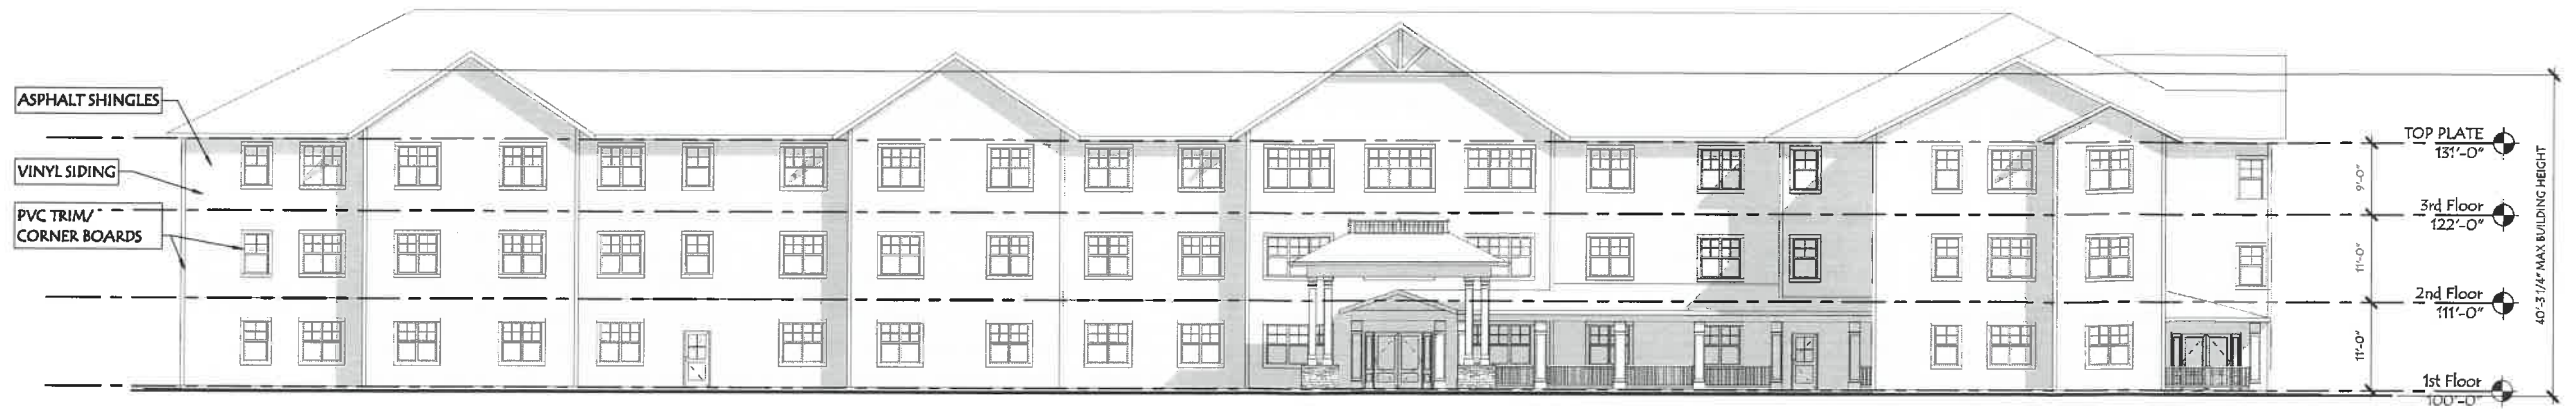 ASPHALT SHINGLES
VINYL SIDING
PVC TRIM/
CORNER BOARDS
TOP PLATE
131'-0"
9'-0"
3rd Floor
122'-0"
11'-0"
2nd Floor
111'-0"
11'-0"
1st Floor
100'-0"
40'-3 1/4" MAX BUILDING HEIGHT